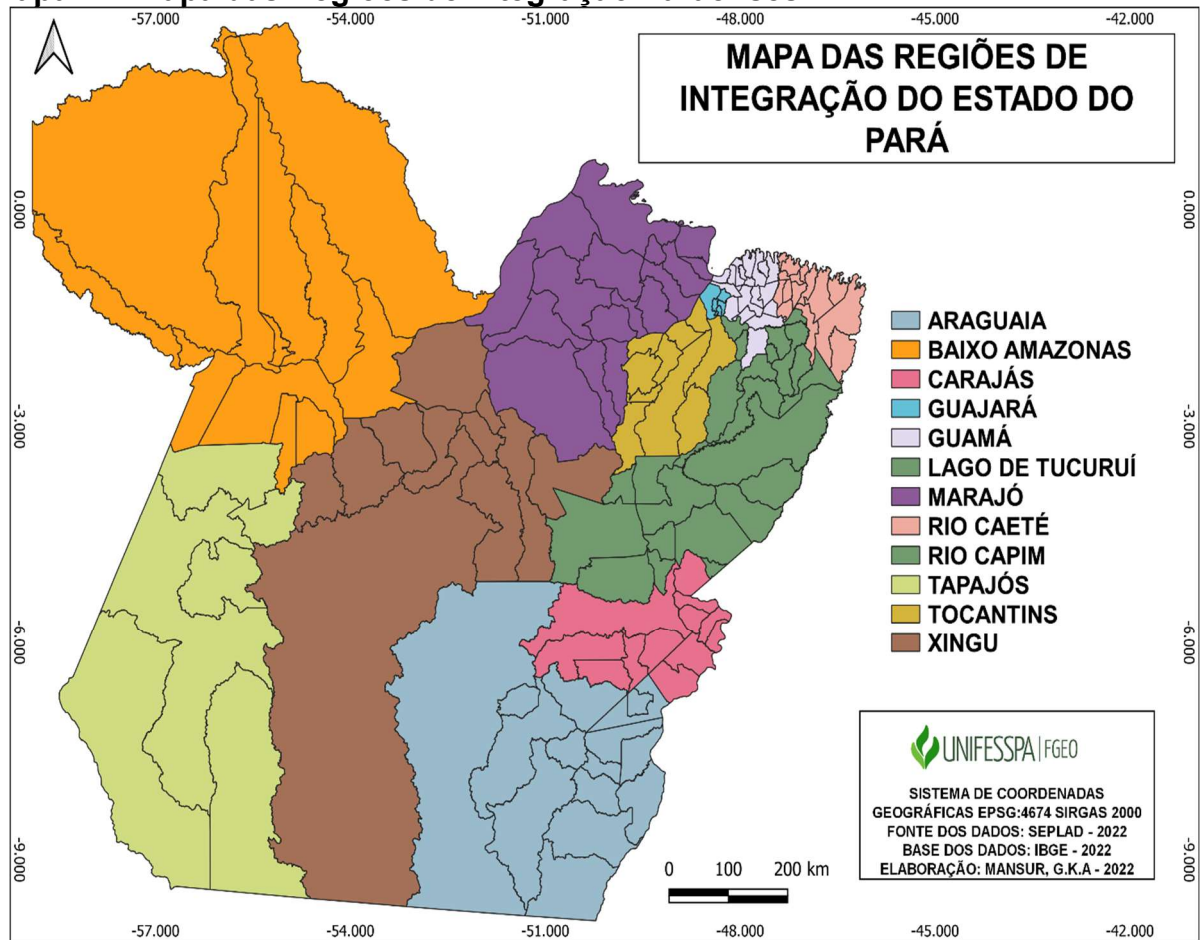 -57.000 -54.000 -51.000 -48.000 -45.000 -42.000
MAPA DAS REGIÕES DE
INTEGRAÇÃO DO ESTADO DO
PARÁ
0.000 0.000
ARAGUAIA
BAIXO AMAZONAS
CARAJÁS
GUAJARÁ
GUAMÁ
LAGO DE TUCURUÍ
MARAJÓ
RIO CAETÉ
RIO CAPIM
TAPAJÓS
TOCANTINS
XINGU
-3.000 -3.000
-6.000 -6.000
UNIFESSPA | FGEO
SISTEMA DE COORDENADAS
GEOGRÁFICAS EPSG:4674 SIRGAS 2000
FONTE DOS DADOS: SEPLAD - 2022
BASE DOS DADOS: IBGE - 2022
ELABORAÇÃO: MANSUR, G.K.A - 2022
0 100 200 km
-9.000 -9.000
-57.000 -54.000 -51.000 -48.000 -45.000 -42.000